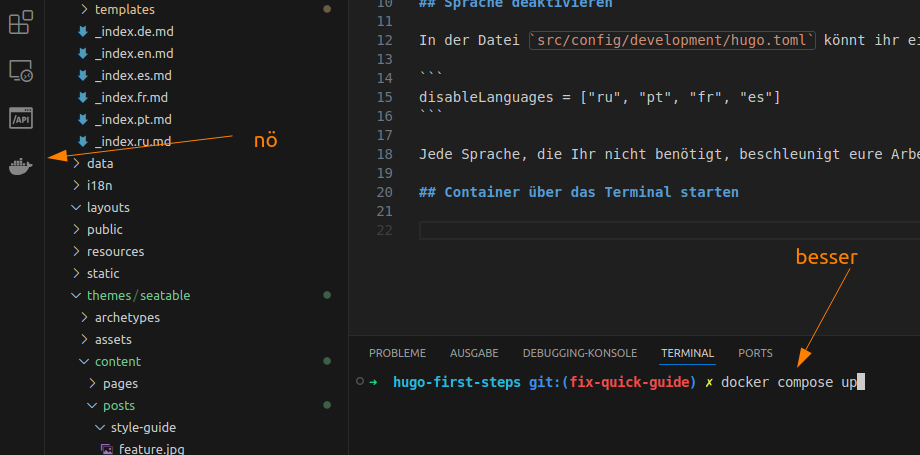 templates
_index.de.md
_index.en.md
_index.es.md
_index.fr.md
_index.pt.md
_index.ru.md
data
i18n
layouts
public
resources
static
themes/seatable
archetypes
assets
content
pages
posts
style-guide
feature.jpg
/API
nö
10 ## Sprache deaktivieren
11
12 In der Datei `src/config/development/hugo.toml` könnt ihr ei
13
14 ```
15 disableLanguages = ["ru", "pt", "fr", "es"]
16 ```
17
18 Jede Sprache, die Ihr nicht benötigt, beschleunigt eure Arbe
19
20 ## Container über das Terminal starten
21
22
besser
PROBLEME AUSGABE DEBUGGING-KONSOLE TERMINAL PORTS
➜ hugo-first-steps git:(fix-quick-guide) ✗ docker compose up